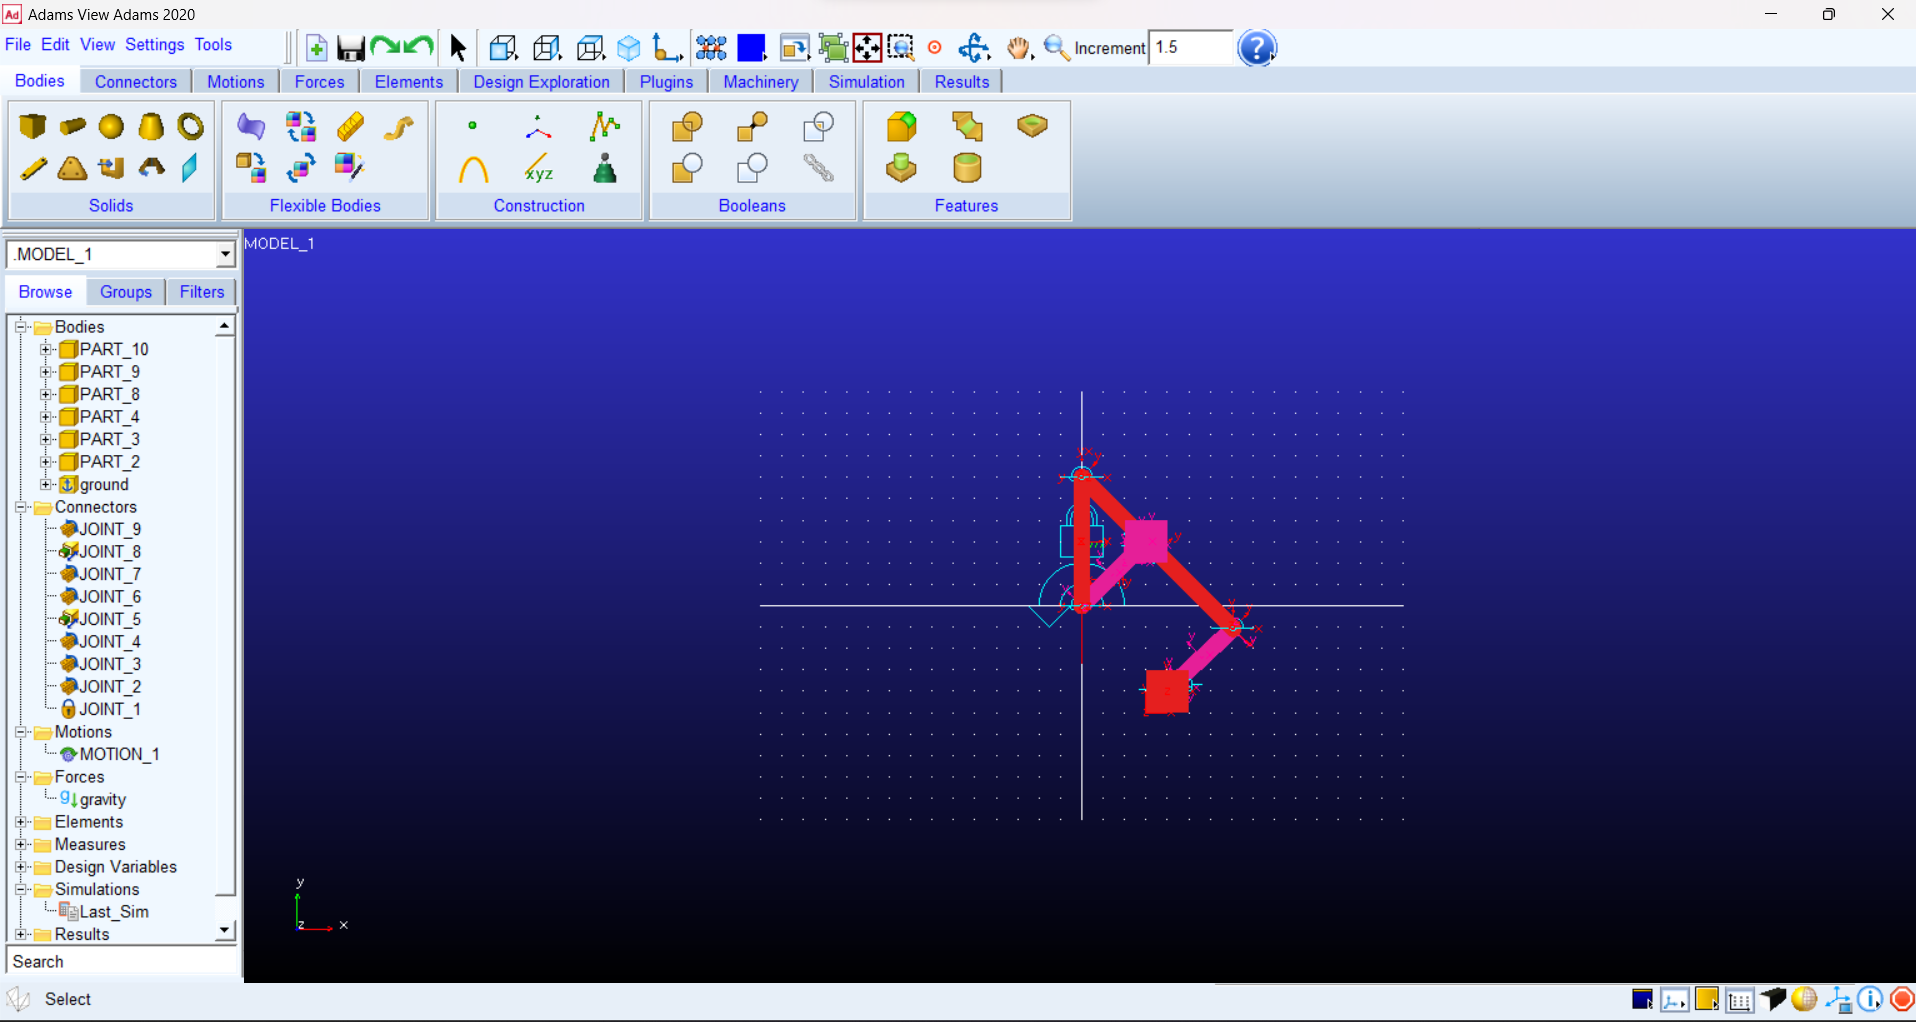 Adams View Adams 2020
File Edit View Settings Tools
Increment 1.5
Bodies Connectors Motions Forces Elements Design Exploration Plugins Machinery Simulation Results
xyz
Solids Flexible Bodies Construction Booleans Features
.MODEL_1
MODEL_1
Browse Groups Filters
Bodies
PART_10
PART_9
PART_8
PART_4
PART_3
PART_2
ground
Connectors
JOINT_9
JOINT_8
JOINT_7
JOINT_6
JOINT_5
JOINT_4
JOINT_3
JOINT_2
JOINT_1
Motions
MOTION_1
Forces
gravity
Elements
Measures
Design Variables
Simulations
Last_Sim
Results
Search
y
z x
Select